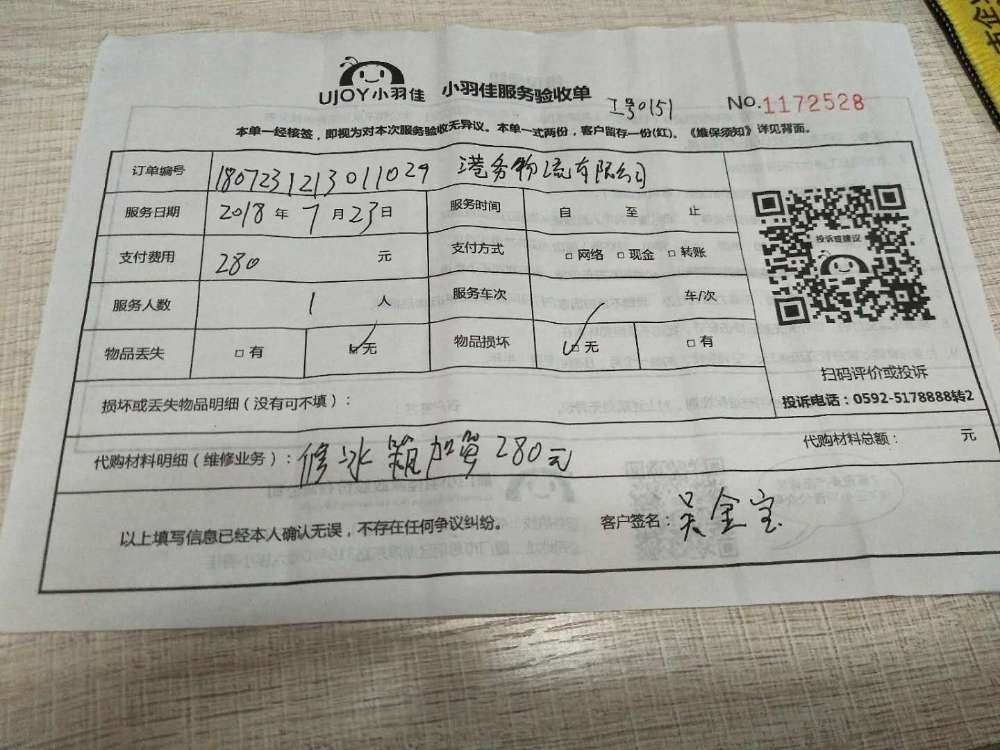 UJOY小羽佳 小羽佳服务验收单 工号0151 No.1172528
本单一经核签，即视为对本次服务验收无异议。本单一式两份，客户留存一份(红)。《维保须知》详见背面。
订单编号 1807231213011029 港务物流有限公司
服务日期 2018年7月23日 服务时间 自 至 止
支付费用 280 元 支付方式 □网络 □现金 □转账
服务人数 1 人 服务车次 车/次
物品丢失 □有 ☑无 物品损坏 ☑无 □有
投诉或建议
扫码评价或投诉
投诉电话：0592-5178888转2
损坏或丢失物品明细（没有可不填）：
代购材料明细（维修业务）：修冰箱加氟280元 代购材料总额： 元
以上填写信息已经本人确认无误，不存在任何争议纠纷。 客户签名：吴金宝